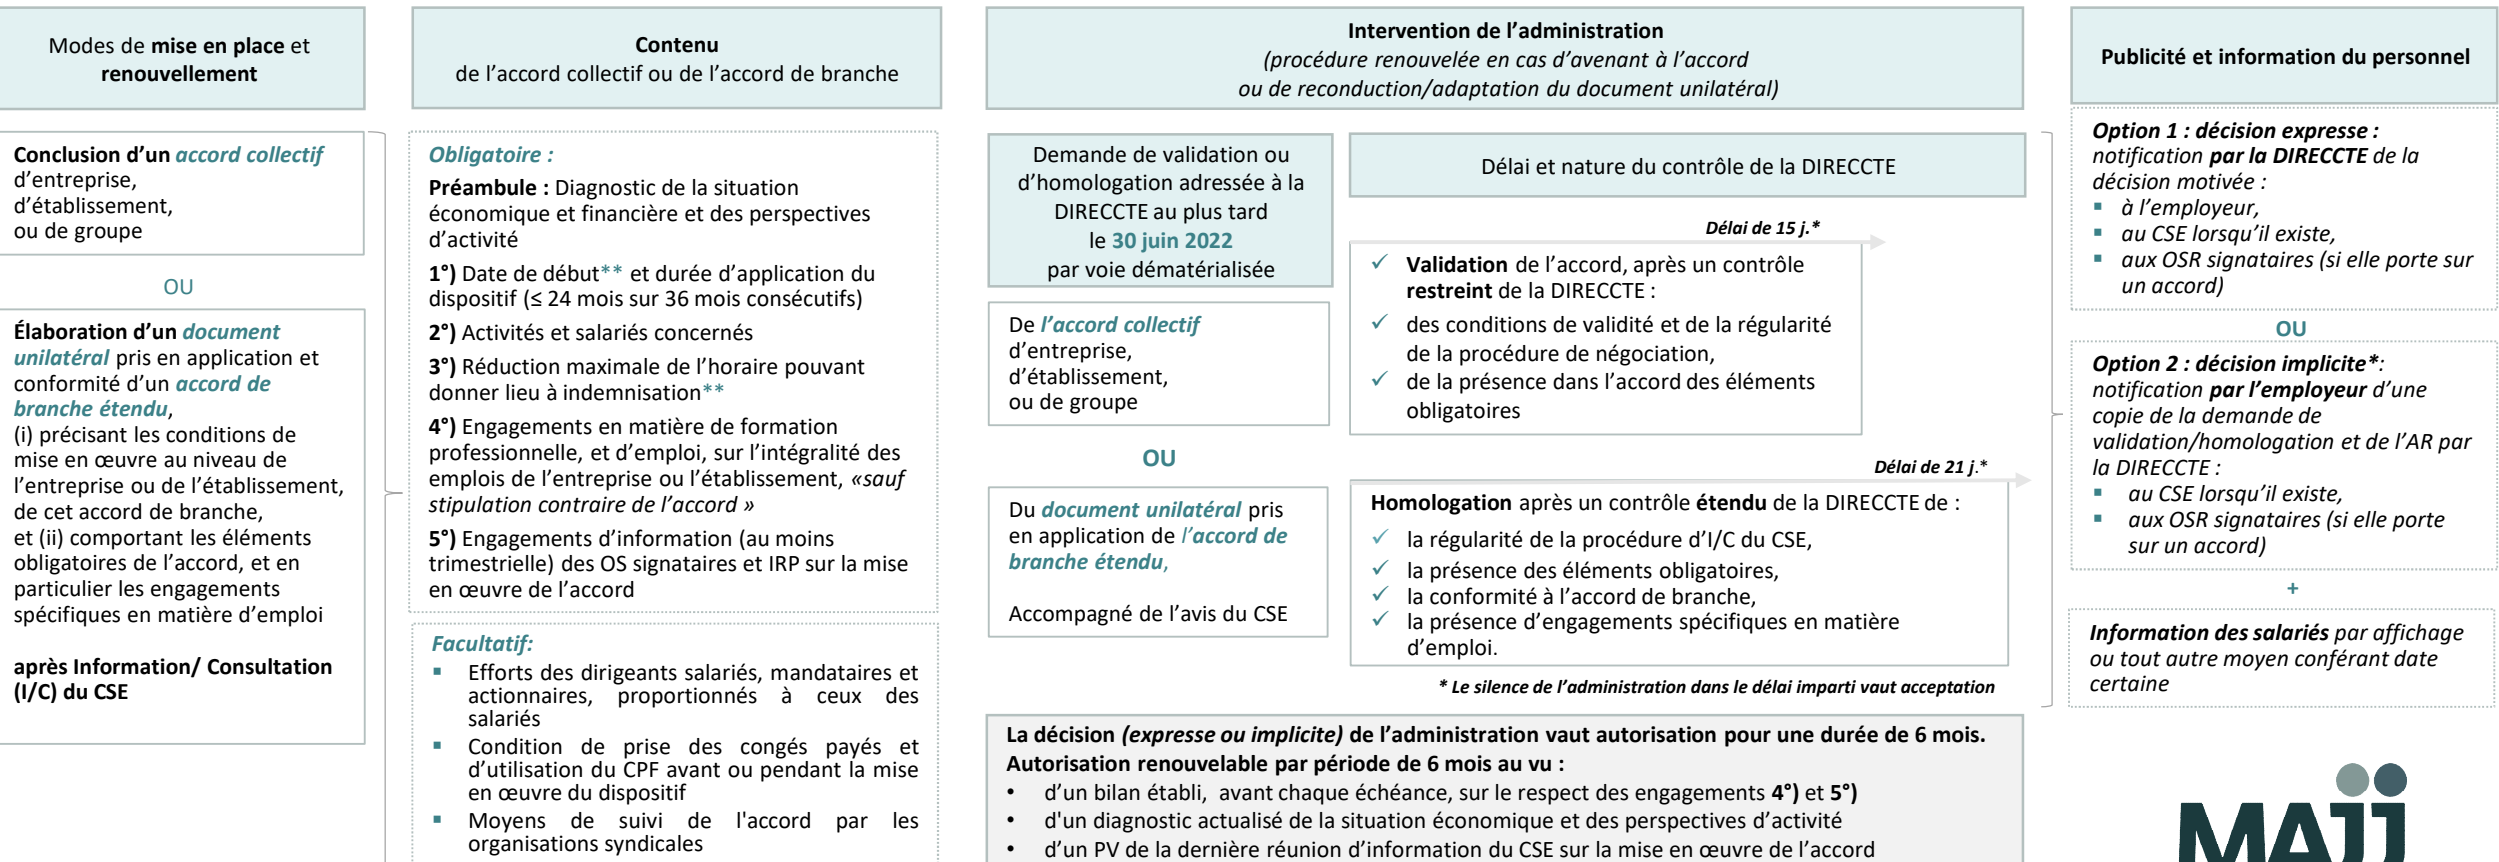 Modes de mise en place et
renouvellement
Conclusion d’un accord collectif
d’entreprise,
d’établissement,
ou de groupe
OU
Élaboration d’un document
unilatéral pris en application et
conformité d’un accord de
branche étendu,
(i) précisant les conditions de
mise en œuvre au niveau de
l’entreprise ou de l’établissement,
de cet accord de branche,
et (ii) comportant les éléments
obligatoires de l’accord, et en
particulier les engagements
spécifiques en matière d’emploi
après Information/ Consultation
(I/C) du CSE
Contenu
de l’accord collectif ou de l’accord de branche
Obligatoire :
Préambule : Diagnostic de la situation
économique et financière et des perspectives
d’activité
1°) Date de début** et durée d’application du
dispositif (≤ 24 mois sur 36 mois consécutifs)
2°) Activités et salariés concernés
3°) Réduction maximale de l’horaire pouvant
donner lieu à indemnisation**
4°) Engagements en matière de formation
professionnelle, et d’emploi, sur l’intégralité des
emplois de l’entreprise ou l’établissement, «sauf
stipulation contraire de l’accord »
5°) Engagements d’information (au moins
trimestrielle) des OS signataires et IRP sur la mise
en œuvre de l’accord
Facultatif:
▪ Efforts des dirigeants salariés, mandataires et
actionnaires, proportionnés à ceux des
salariés
▪ Condition de prise des congés payés et
d’utilisation du CPF avant ou pendant la mise
en œuvre du dispositif
▪ Moyens de suivi de l'accord par les
organisations syndicales
Intervention de l’administration
(procédure renouvelée en cas d’avenant à l’accord
ou de reconduction/adaptation du document unilatéral)
Demande de validation ou
d’homologation adressée à la
DIRECCTE au plus tard
le 30 juin 2022
par voie dématérialisée
De l’accord collectif
d’entreprise,
d’établissement,
ou de groupe
OU
Du document unilatéral pris
en application de l’accord de
branche étendu,
Accompagné de l’avis du CSE
Délai et nature du contrôle de la DIRECCTE
Délai de 15 j.*
✓ Validation de l’accord, après un contrôle
restreint de la DIRECCTE :
✓ des conditions de validité et de la régularité
de la procédure de négociation,
✓ de la présence dans l’accord des éléments
obligatoires
Délai de 21 j.*
Homologation après un contrôle étendu de la DIRECCTE de :
✓ la régularité de la procédure d’I/C du CSE,
✓ la présence des éléments obligatoires,
✓ la conformité à l’accord de branche,
✓ la présence d’engagements spécifiques en matière
d’emploi.
* Le silence de l’administration dans le délai imparti vaut acceptation
La décision (expresse ou implicite) de l’administration vaut autorisation pour une durée de 6 mois.
Autorisation renouvelable par période de 6 mois au vu :
• d’un bilan établi, avant chaque échéance, sur le respect des engagements 4°) et 5°)
• d'un diagnostic actualisé de la situation économique et des perspectives d’activité
• d’un PV de la dernière réunion d’information du CSE sur la mise en œuvre de l’accord
Publicité et information du personnel
Option 1 : décision expresse :
notification par la DIRECCTE de la
décision motivée :
▪ à l’employeur,
▪ au CSE lorsqu’il existe,
▪ aux OSR signataires (si elle porte sur
un accord)
OU
Option 2 : décision implicite*:
notification par l’employeur d’une
copie de la demande de
validation/homologation et de l’AR par
la DIRECCTE :
▪ au CSE lorsqu’il existe,
▪ aux OSR signataires (si elle porte
sur un accord)
+
Information des salariés par affichage
ou tout autre moyen conférant date
certaine
MAJJ